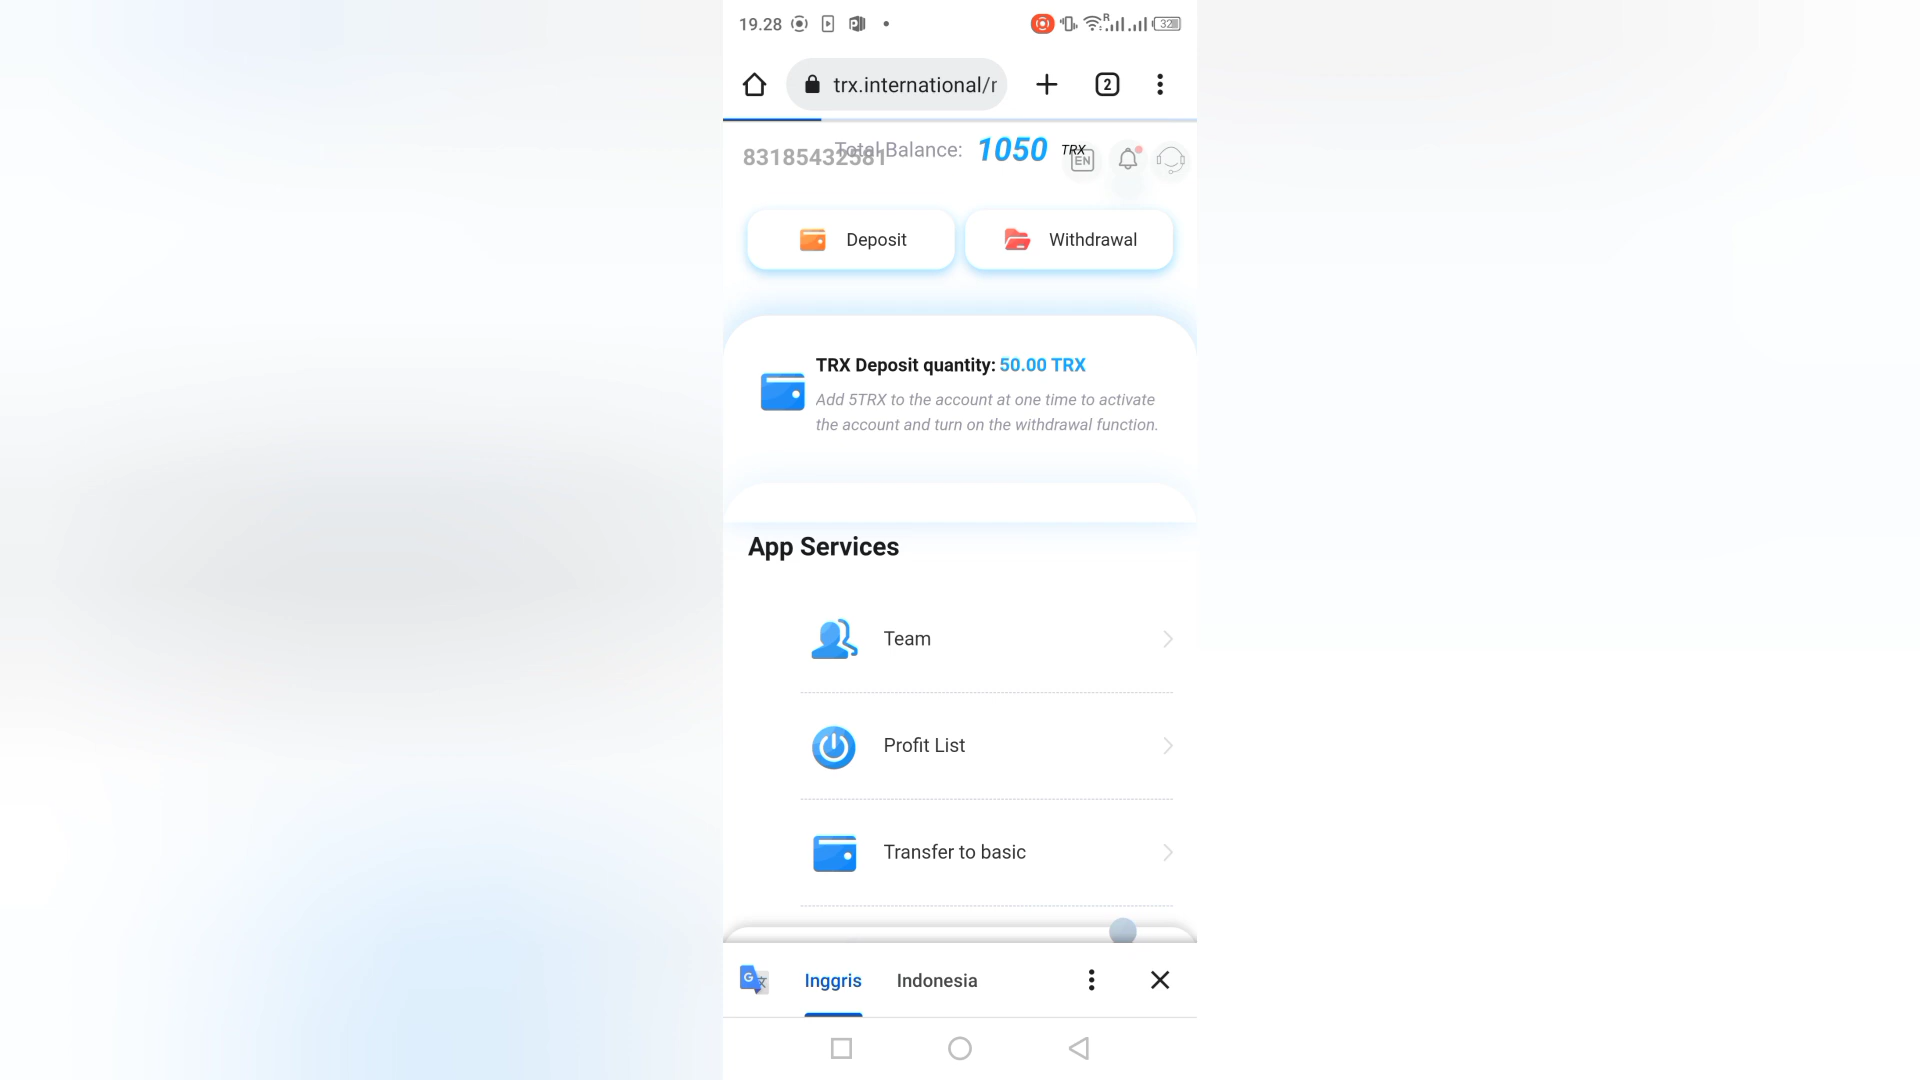 19.28
32
trx.international/r
2
83185432581
Total Balance: 1050 TRX
EN
Deposit
Withdrawal
TRX Deposit quantity: 50.00 TRX
Add 5TRX to the account at one time to activate
the account and turn on the withdrawal function.
App Services
Team
Profit List
Transfer to basic
Inggris
Indonesia